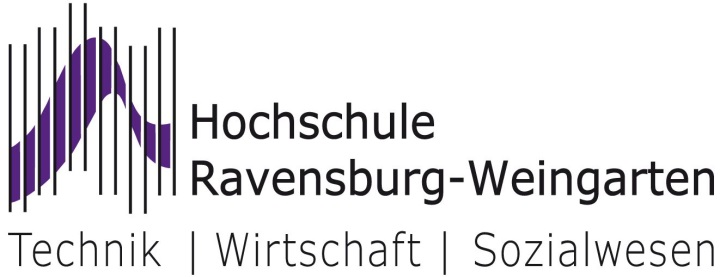 Hochschule
Ravensburg-Weingarten
Technik | Wirtschaft | Sozialwesen